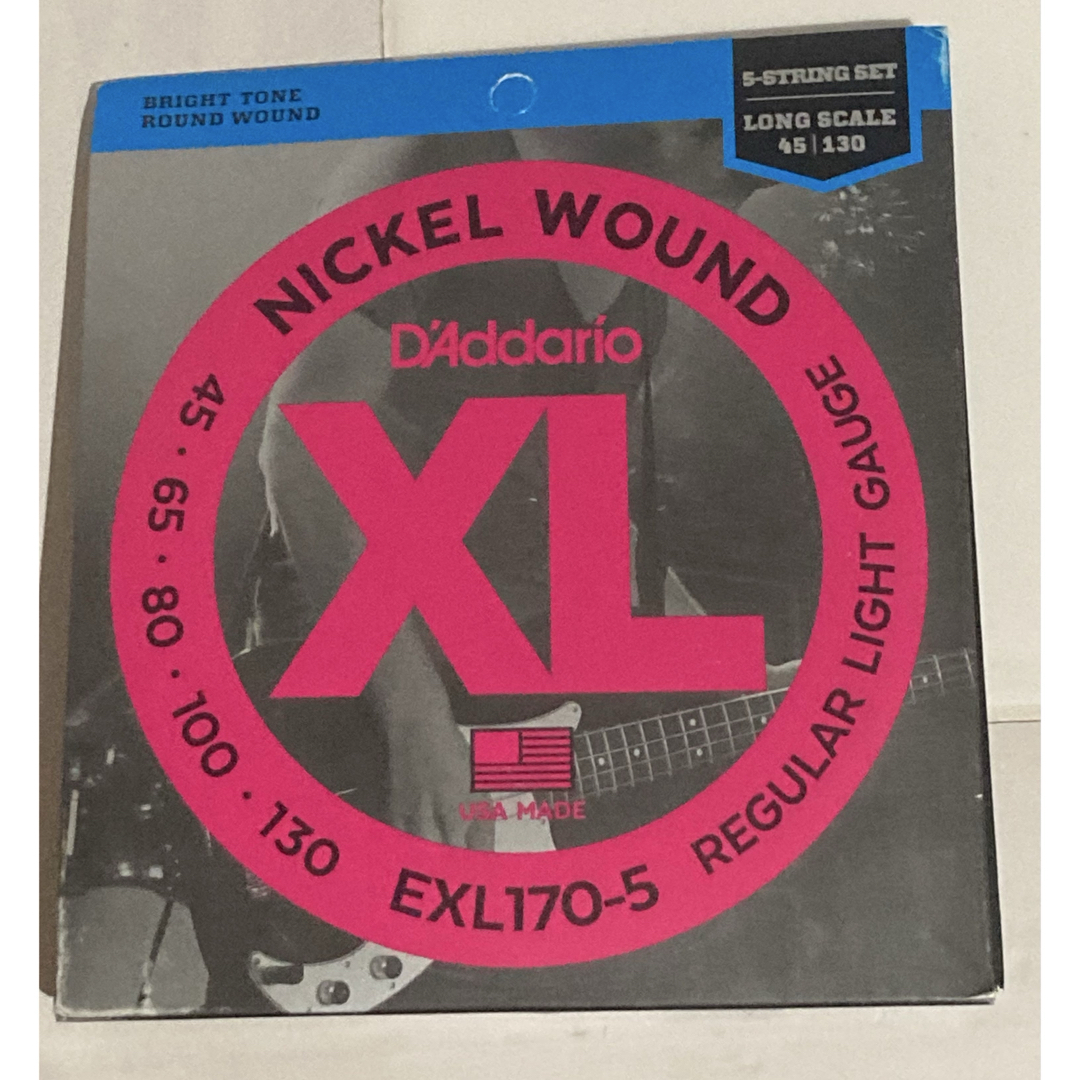 BRIGHT TONE
ROUND WOUND
5-STRING SET
LONG SCALE
45 | 130
NICKEL WOUND
D'Addarío
XL
USA MADE
45 · 65 · 80 · 100 · 130
EXL170-5
REGULAR LIGHT GAUGE